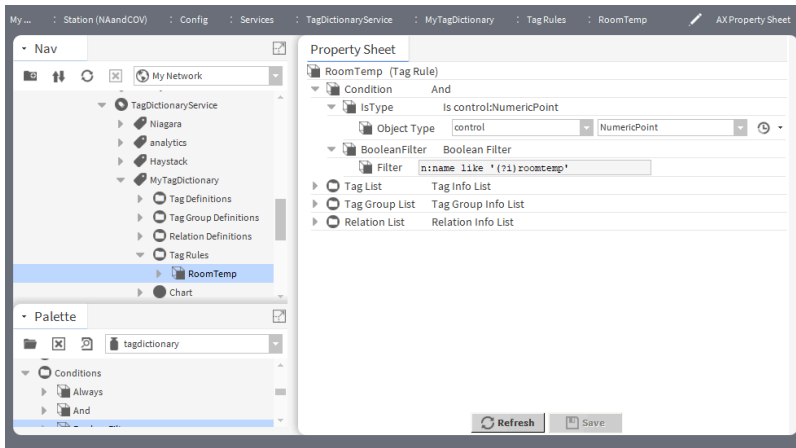 My ... : Station (NAandCOV) : Config : Services : TagDictionaryService : MyTagDictionary : Tag Rules : RoomTemp AX Property Sheet
Nav
My Network
TagDictionaryService
Niagara
analytics
Haystack
MyTagDictionary
Tag Definitions
Tag Group Definitions
Relation Definitions
Tag Rules
RoomTemp
Chart
Palette
tagdictionary
Conditions
Always
And
Property Sheet
RoomTemp (Tag Rule)
Condition And
IsType Is control:NumericPoint
Object Type control NumericPoint
BooleanFilter Boolean Filter
Filter n:name like '(?i)roomtemp'
Tag List Tag Info List
Tag Group List Tag Group Info List
Relation List Relation Info List
Refresh Save